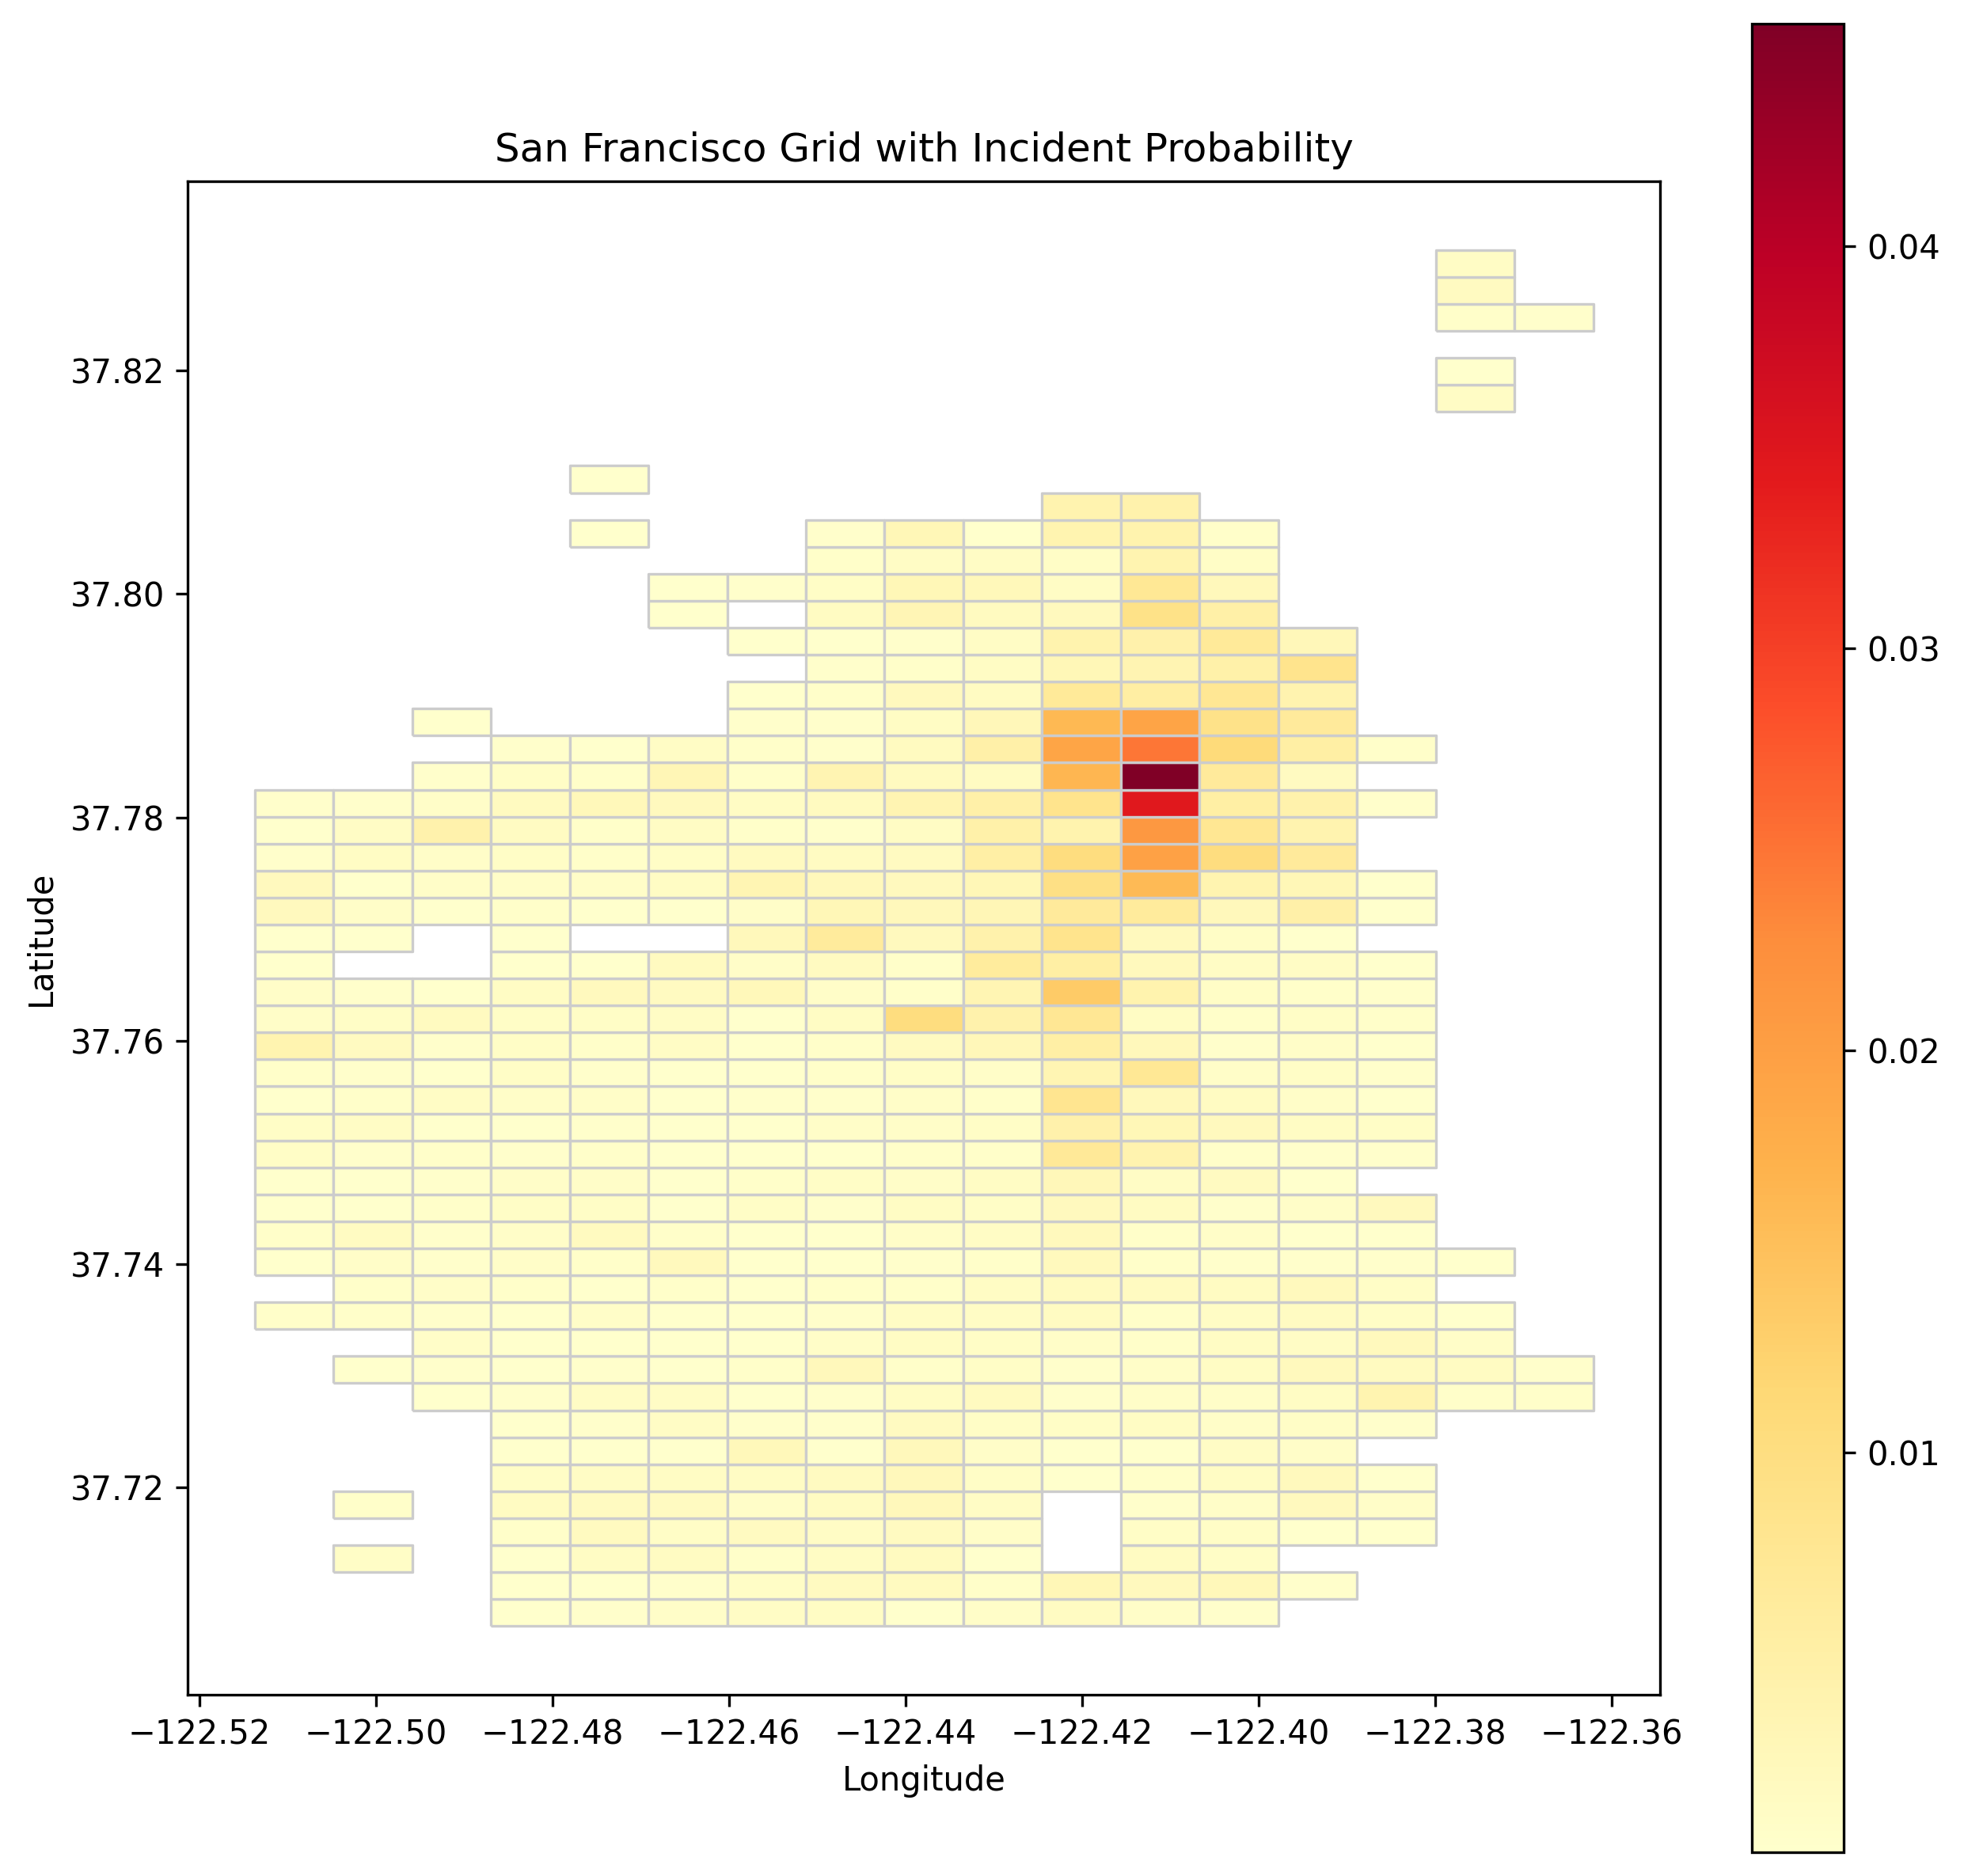 San Francisco Grid with Incident Probability
0.04
0.03
0.02
0.01
37.82
37.80
37.78
37.76
37.74
37.72
Latitude
−122.52 −122.50 −122.48 −122.46 −122.44 −122.42 −122.40 −122.38 −122.36
Longitude